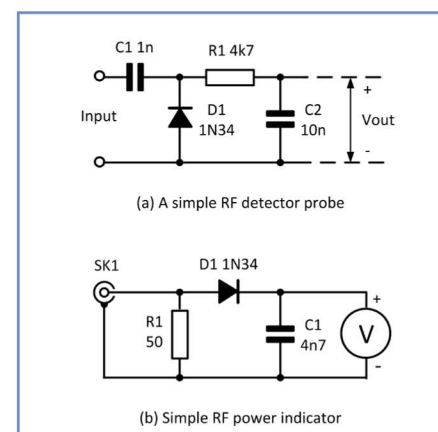 C1 1n
R1 4k7
Input
D1
1N34
C2
10n
+
Vout
-
(a) A simple RF detector probe
SK1
D1 1N34
R1
50
C1
4n7
+
V
-
(b) Simple RF power indicator